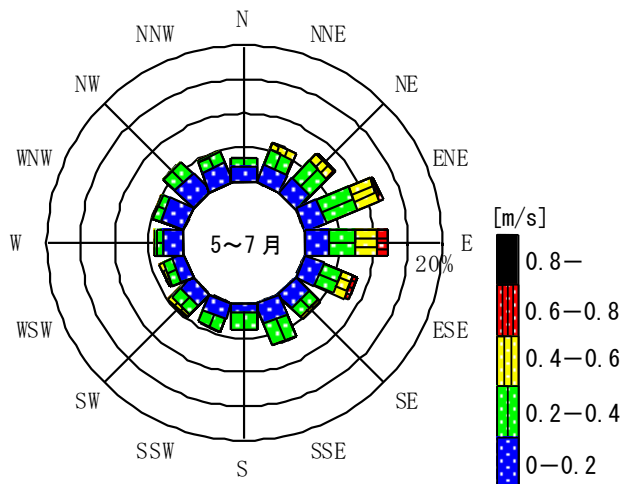 N
NNW
NNE
NW
NE
WNW
ENE
[m/s]
W
5～7月
E
20%
0.8－
0.6－0.8
WSW
ESE
0.4－0.6
SW
SE
0.2－0.4
SSW
SSE
S
0－0.2